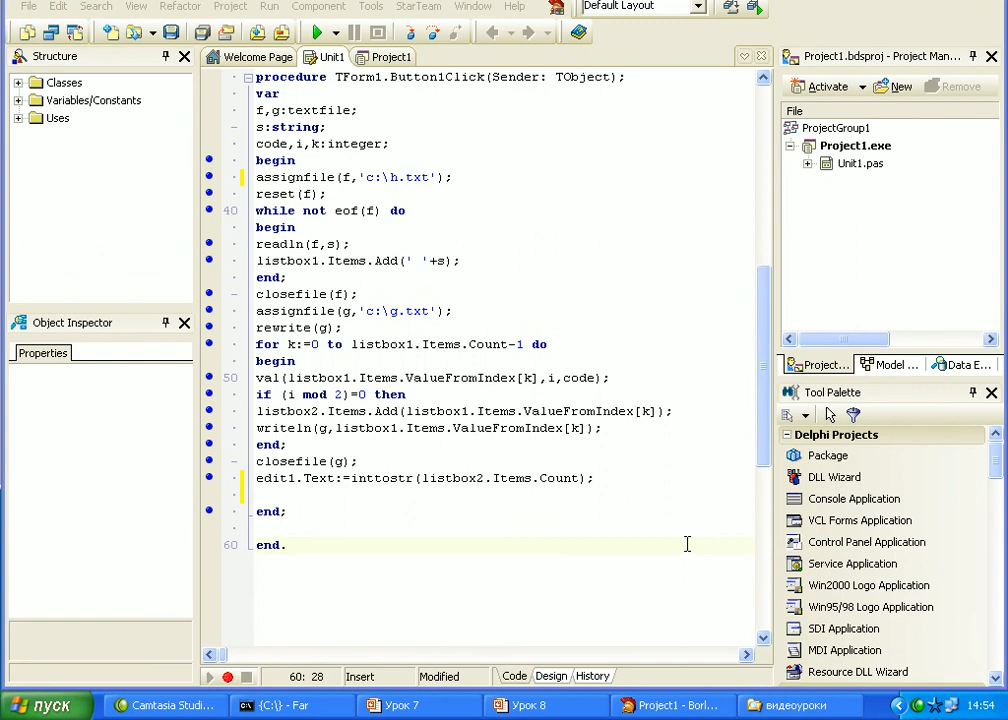 File Edit Search View Refactor Project Run Component Tools StarTeam Window Help Default Layout
Structure
Classes
Variables/Constants
Uses
Object Inspector
Properties
Welcome Page Unit1 Project1
procedure TForm1.Button1Click(Sender: TObject);
var
f,g:textfile;
s:string;
code,i,k:integer;
begin
assignfile(f,'c:\h.txt');
reset(f);
40 while not eof(f) do
begin
readln(f,s);
listbox1.Items.Add(' '+s);
end;
closefile(f);
assignfile(g,'c:\g.txt');
rewrite(g);
for k:=0 to listbox1.Items.Count-1 do
begin
50 val(listbox1.Items.ValueFromIndex[k],i,code);
if (i mod 2)=0 then
listbox2.Items.Add(listbox1.Items.ValueFromIndex[k]);
writeln(g,listbox1.Items.ValueFromIndex[k]);
end;
closefile(g);
edit1.Text:=inttostr(listbox2.Items.Count);
end;
60 end.
60: 28 Insert Modified Code Design History
Project1.bdsproj - Project Man...
Activate New Remove
File
ProjectGroup1
Project1.exe
Unit1.pas
Project... Model ... Data E...
Tool Palette
Delphi Projects
Package
DLL Wizard
Console Application
VCL Forms Application
Control Panel Application
Service Application
Win2000 Logo Application
Win95/98 Logo Application
SDI Application
MDI Application
Resource DLL Wizard
пуск Camtasia Studi... {C:\} - Far Урок 7 Урок 8 Project1 - Borl... видеоуроки 14:54